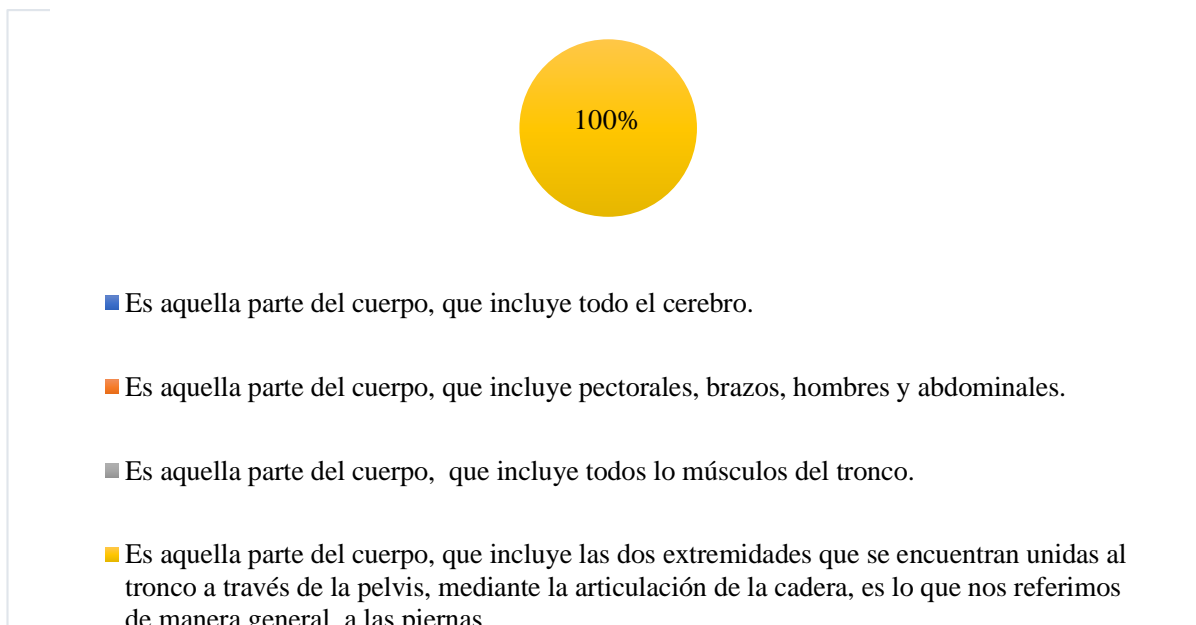 100%
Es aquella parte del cuerpo, que incluye todo el cerebro.
Es aquella parte del cuerpo, que incluye pectorales, brazos, hombres y abdominales.
Es aquella parte del cuerpo,  que incluye todos lo músculos del tronco.
Es aquella parte del cuerpo, que incluye las dos extremidades que se encuentran unidas al
tronco a través de la pelvis, mediante la articulación de la cadera, es lo que nos referimos
de manera general, a las piernas